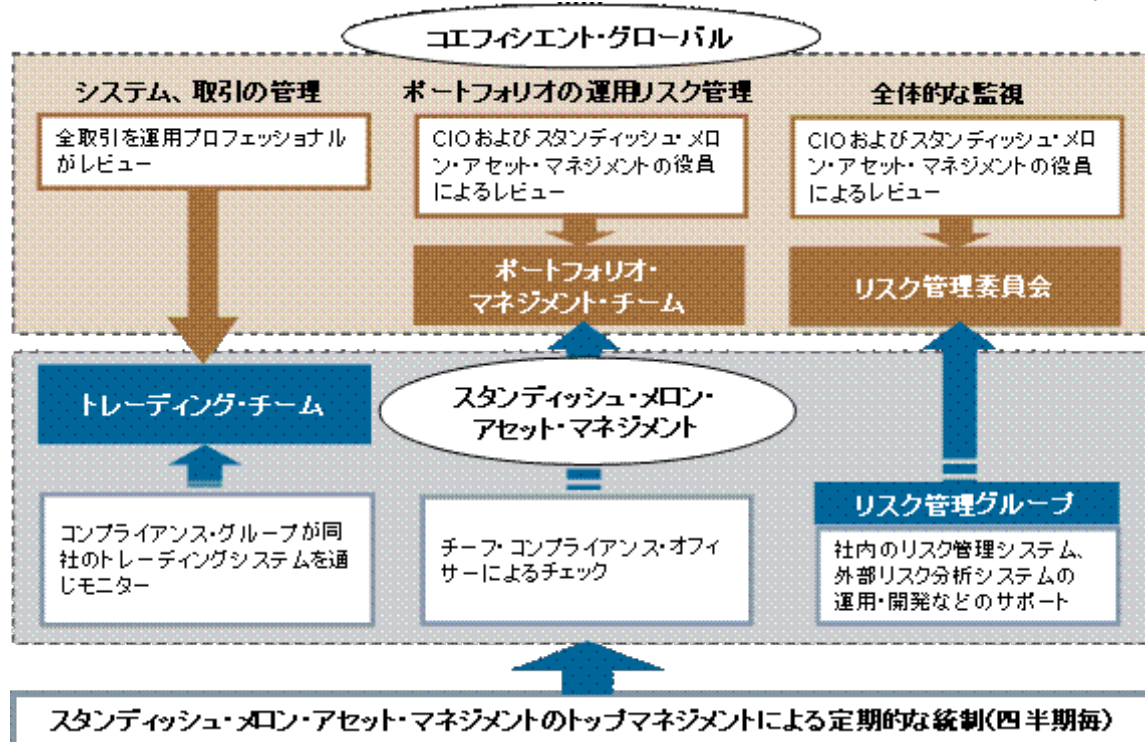 コエフィシエント・グローバル
システム、取引の管理
全取引を運用プロフェッショナル
がレビュー
ポートフォリオの運用リスク管理
CIOおよびスタンディッシュ・メロ
ン・アセット・マネジメントの役員
によるレビュー
全体的な監視
CIOおよびスタンディッシュ・メロ
ン・アセット・マネジメントの役員
によるレビュー
ポートフォリオ・
マネジメント・チーム
リスク管理委員会
トレーディング・チーム
スタンディッシュ・メロン・
アセット・マネジメント
コンプライアンス・グループが同
社のトレーディングシステムを通
じモニター
チーフ・コンプライアンス・オフィ
サーによるチェック
リスク管理グループ
社内のリスク管理システム、
外部リスク分析システムの
運用・開発などのサポート
スタンディッシュ・メロン・アセット・マネジメントのトップマネジメントによる定期的な統制(四半期毎)